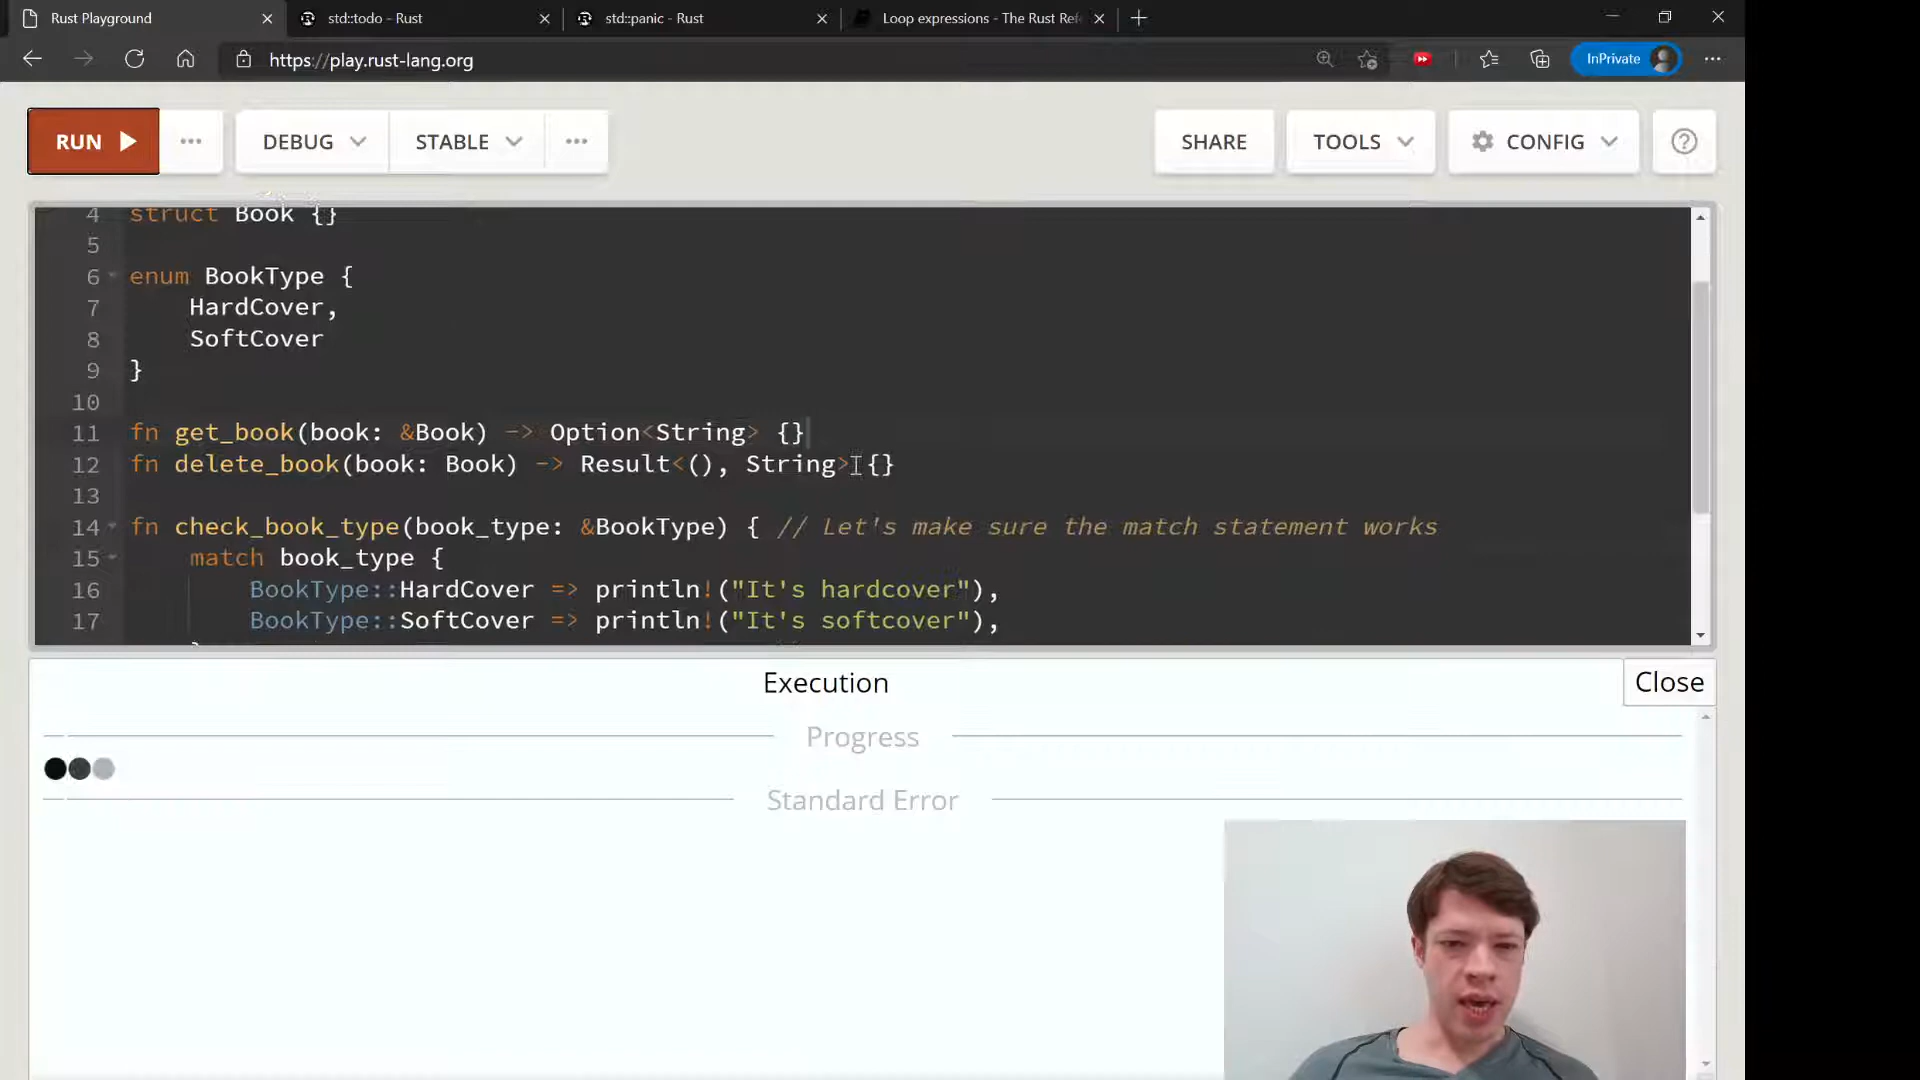 Rust Playground
std::todo - Rust
std::panic - Rust
Loop expressions - The Rust Ref
https://play.rust-lang.org
InPrivate
RUN
DEBUG
STABLE
SHARE
TOOLS
CONFIG
4 struct Book {}
5
6 enum BookType {
7 HardCover,
8 SoftCover
9 }
10
11 fn get_book(book: &Book) -> Option<String> {}
12 fn delete_book(book: Book) -> Result<(), String> {}
13
14 fn check_book_type(book_type: &BookType) { // Let's make sure the match statement works
15 match book_type {
16 BookType::HardCover => println!("It's hardcover"),
17 BookType::SoftCover => println!("It's softcover"),
Execution
Close
Progress
Standard Error